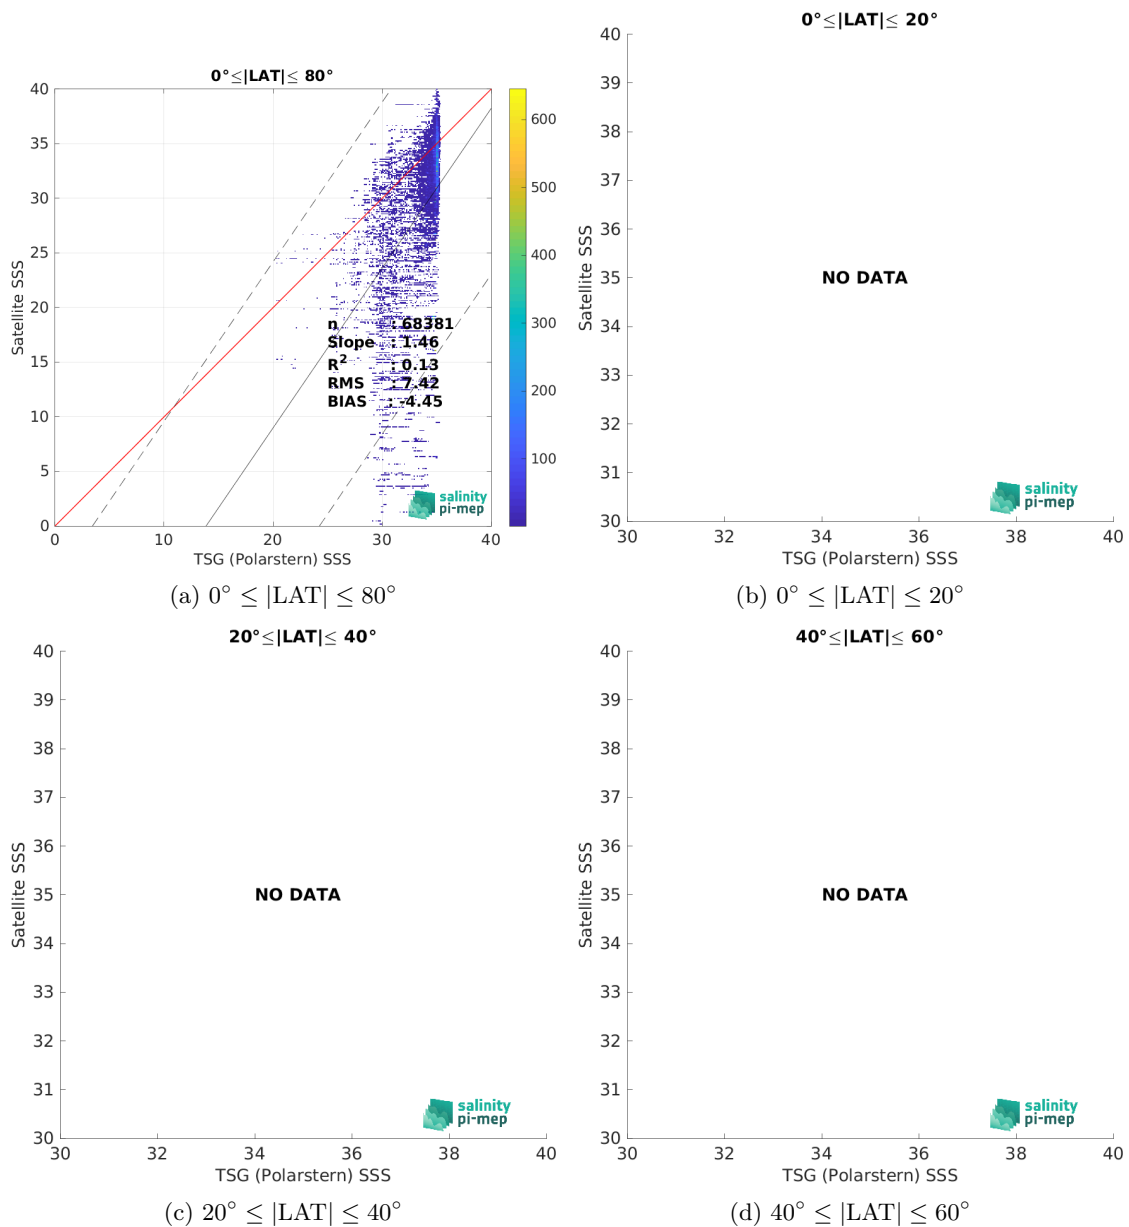 0°≤|LAT|≤ 80°
40
35
30
25
20
15
10
5
0
Satellite SSS
n : 68381
Slope : 1.46
R2 : 0.13
RMS : 7.42
BIAS : -4.45
salinity
pi-mep
0 10 20 30 40
TSG (Polarstern) SSS
600
500
400
300
200
100
(a) 0° ≤ |LAT| ≤ 80°
0°≤|LAT|≤ 20°
40
39
38
37
36
35
34
33
32
31
30
Satellite SSS
NO DATA
salinity
pi-mep
30 32 34 36 38 40
TSG (Polarstern) SSS
(b) 0° ≤ |LAT| ≤ 20°
20°≤|LAT|≤ 40°
40
39
38
37
36
35
34
33
32
31
30
Satellite SSS
NO DATA
salinity
pi-mep
30 32 34 36 38 40
TSG (Polarstern) SSS
(c) 20° ≤ |LAT| ≤ 40°
40°≤|LAT|≤ 60°
40
39
38
37
36
35
34
33
32
31
30
Satellite SSS
NO DATA
salinity
pi-mep
30 32 34 36 38 40
TSG (Polarstern) SSS
(d) 40° ≤ |LAT| ≤ 60°